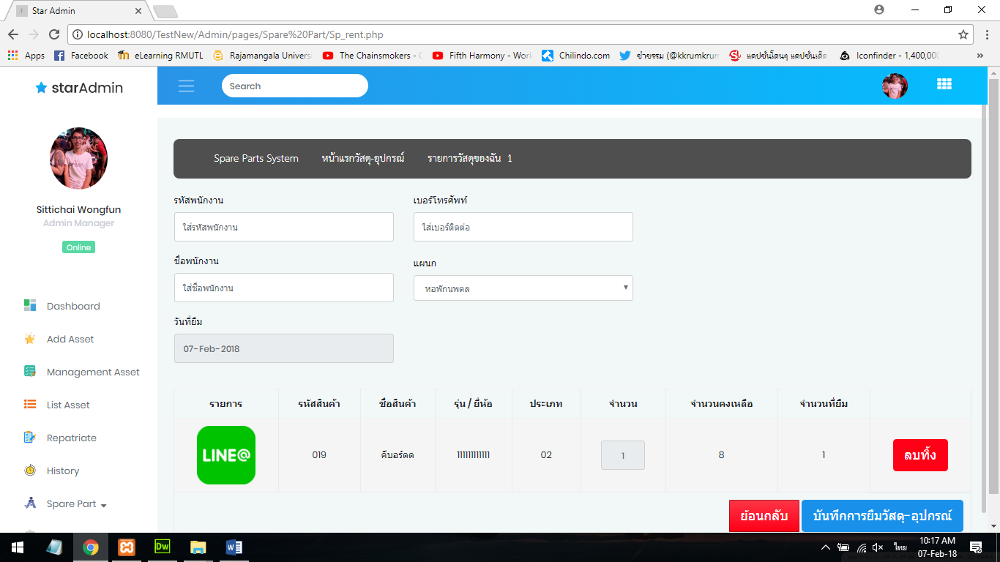 Star Admin
localhost:8080/TestNew/Admin/pages/Spare%20Part/Sp_rent.php
Apps Facebook eLearning RMUTL Rajamangala Univers The Chainsmokers - Fifth Harmony - Work Chilindo.com ขำขรรม (@kkrumkrum แคปชั่นโดนๆ แคปชั่นเด็ด Iconfinder - 1,400,000 »
starAdmin
Search
Sittichai Wongfun
Admin Manager
Online
Dashboard
Add Asset
Management Asset
List Asset
Repatriate
History
Spare Part
Spare Parts System หน้าแรกวัสดุ-อุปกรณ์ รายการวัสดุของฉัน 1
รหัสพนักงาน เบอร์โทรศัพท์
ใส่รหัสพนักงาน ใส่เบอร์ติดต่อ
ชื่อพนักงาน แผนก
ใส่ชื่อพนักงาน หอพักนพดล
วันที่ยืม
07-Feb-2018
รายการ รหัสสินค้า ชื่อสินค้า รุ่น / ยี่ห้อ ประเภท จำนวน จำนวนคงเหลือ จำนวนที่ยืม
LINE@ 019 คีบอร์ดด 111111111111 02 1 8 1 ลบทิ้ง
ย้อนกลับ บันทึกการยืมวัสดุ-อุปกรณ์
Dw W ไทย 10:17 AM
07-Feb-18